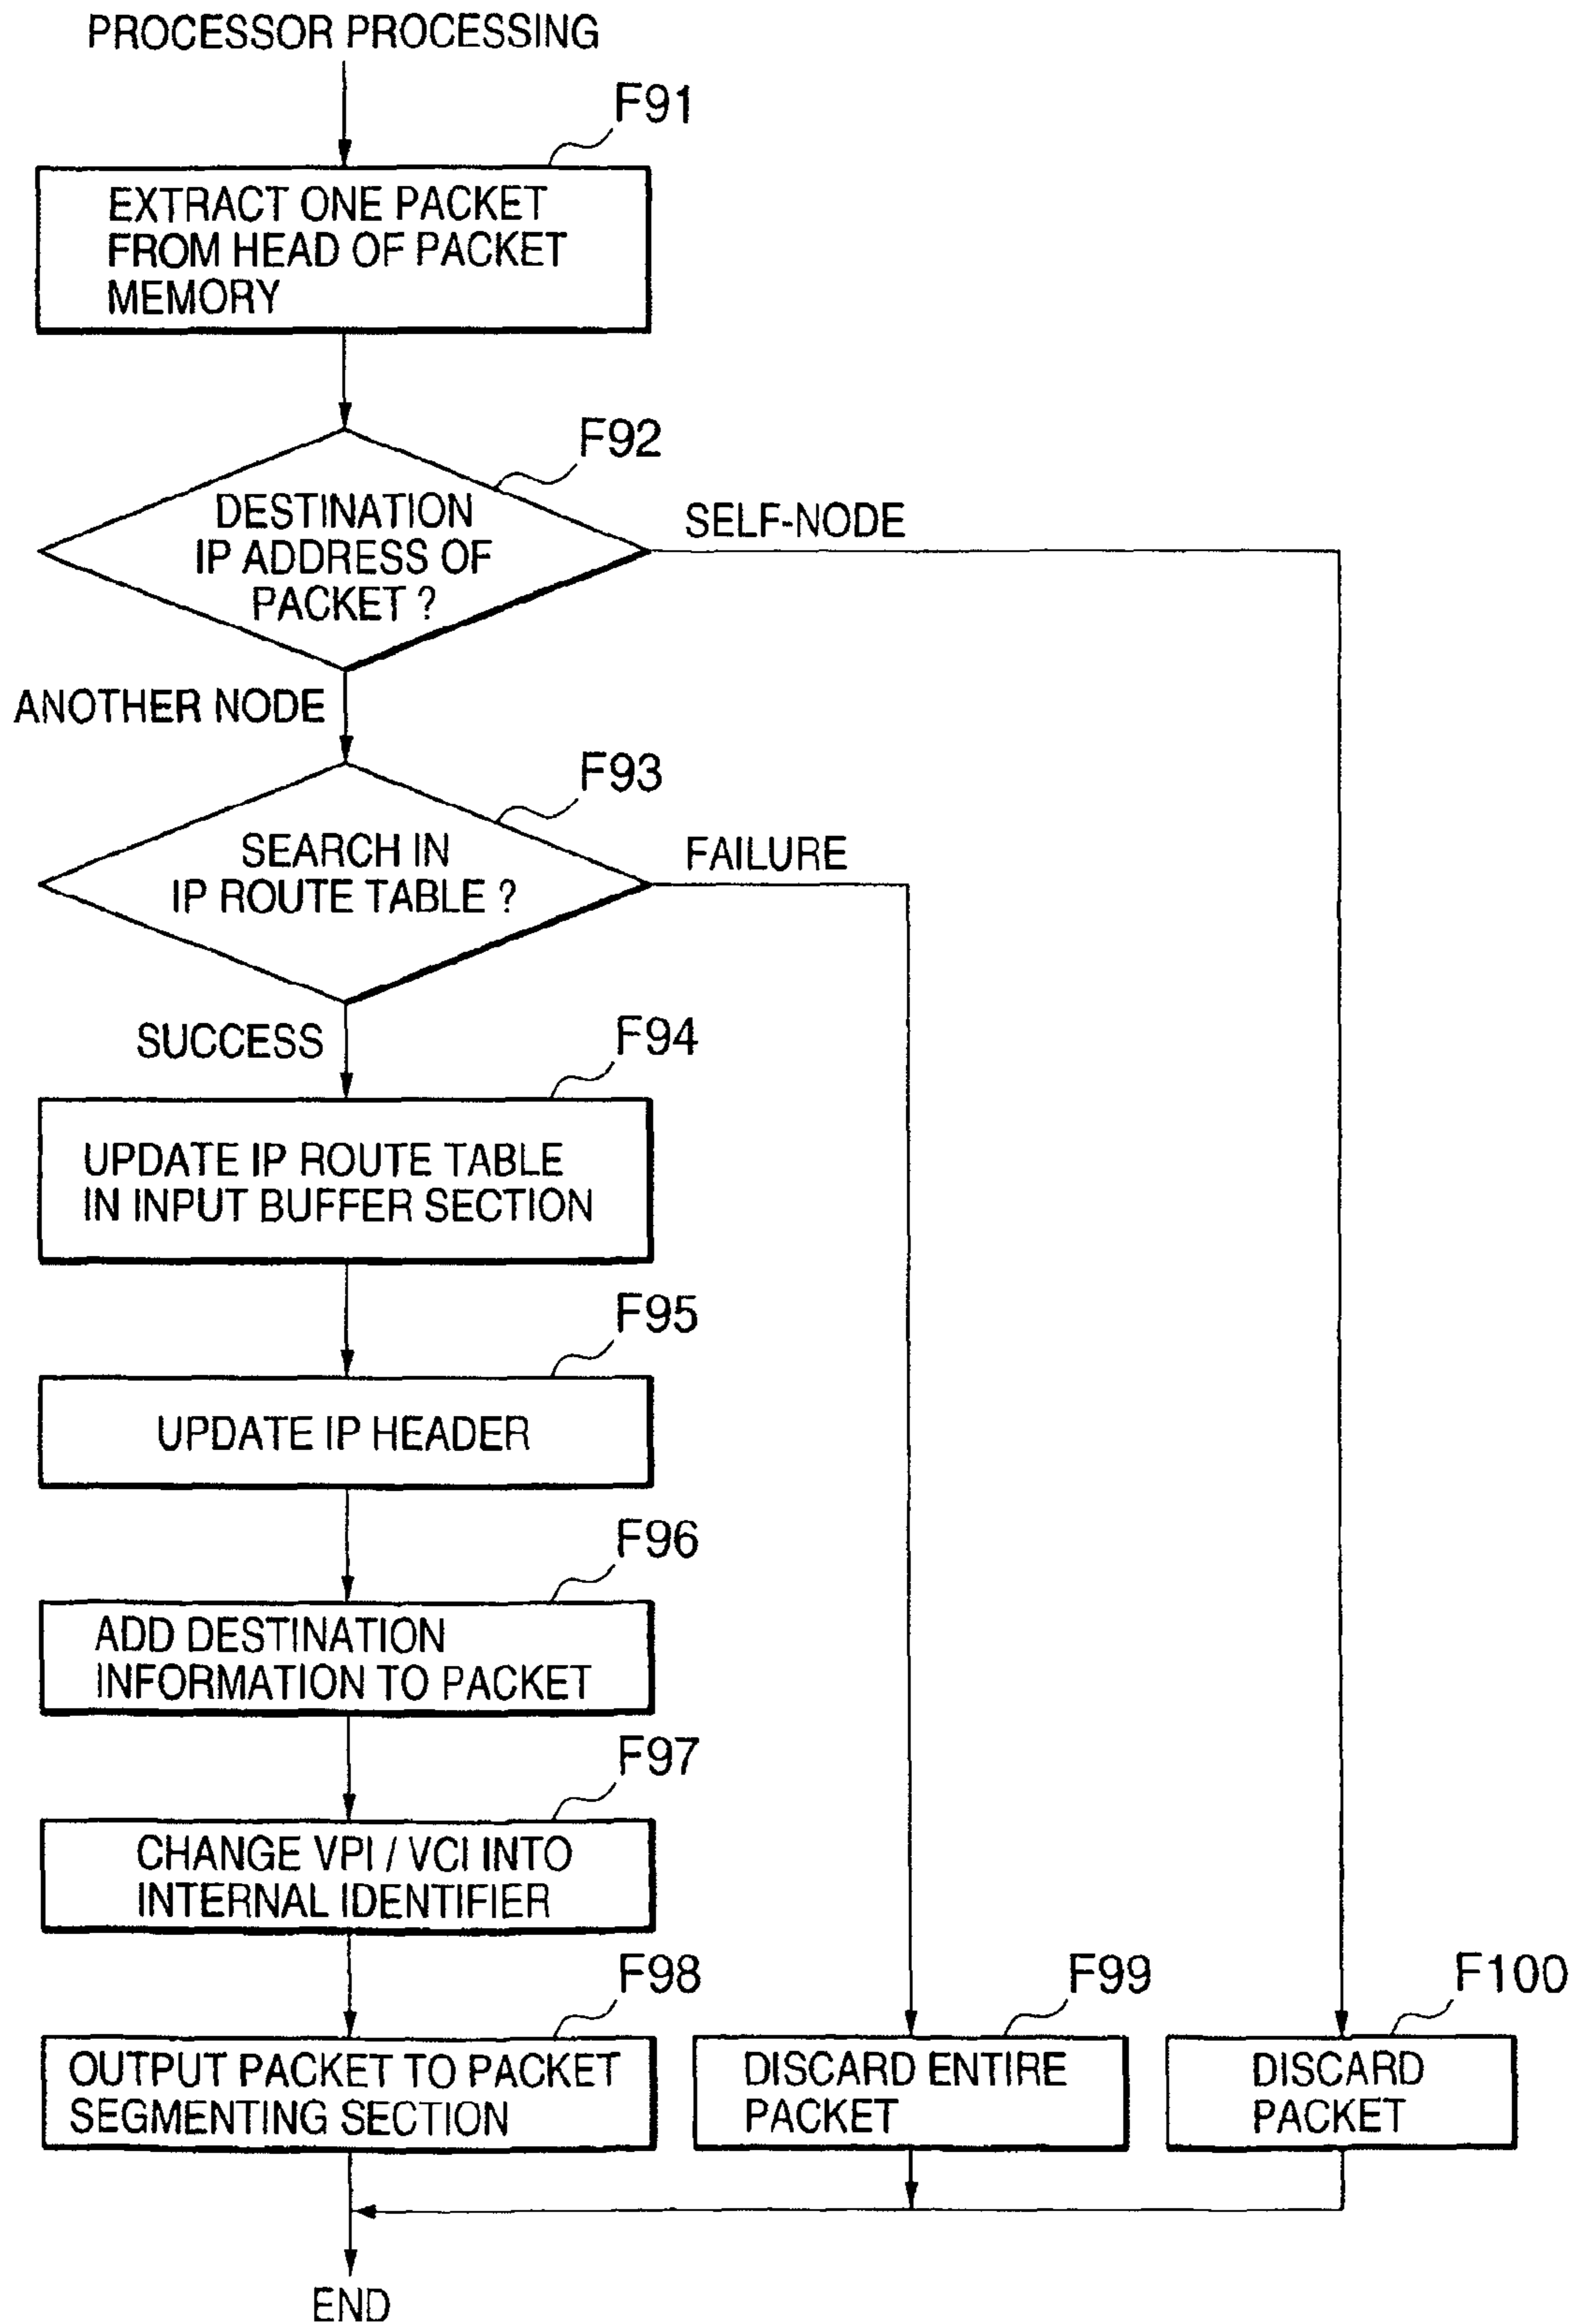 PROCESSOR PROCESSING
F91
EXTRACT ONE PACKET
FROM HEAD OF PACKET
MEMORY
F92
DESTINATION
IP ADDRESS OF
PACKET ?
SELF-NODE
ANOTHER NODE
F93
SEARCH IN
IP ROUTE TABLE ?
FAILURE
SUCCESS
F94
UPDATE IP ROUTE TABLE
IN INPUT BUFFER SECTION
F95
UPDATE IP HEADER
F96
ADD DESTINATION
INFORMATION TO PACKET
F97
CHANGE VPI / VCI INTO
INTERNAL IDENTIFIER
F98
OUTPUT PACKET TO PACKET
SEGMENTING SECTION
F99
DISCARD ENTIRE
PACKET
F100
DISCARD
PACKET
END